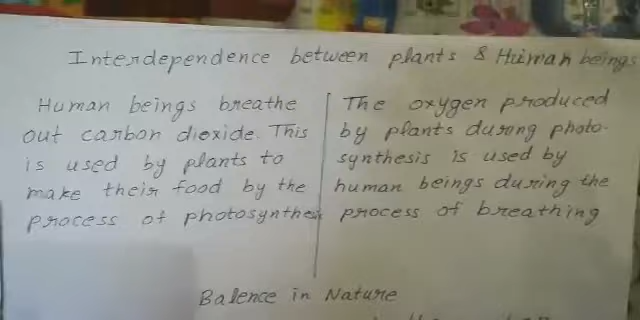 Interdependence between plants & Human beings
Human beings breathe
out carbon dioxide. This
is used by plants to
make their food by the
process of photosynthesis
The oxygen produced
by plants during photo-
synthesis is used by
human beings during the
process of breathing
Balence in Nature